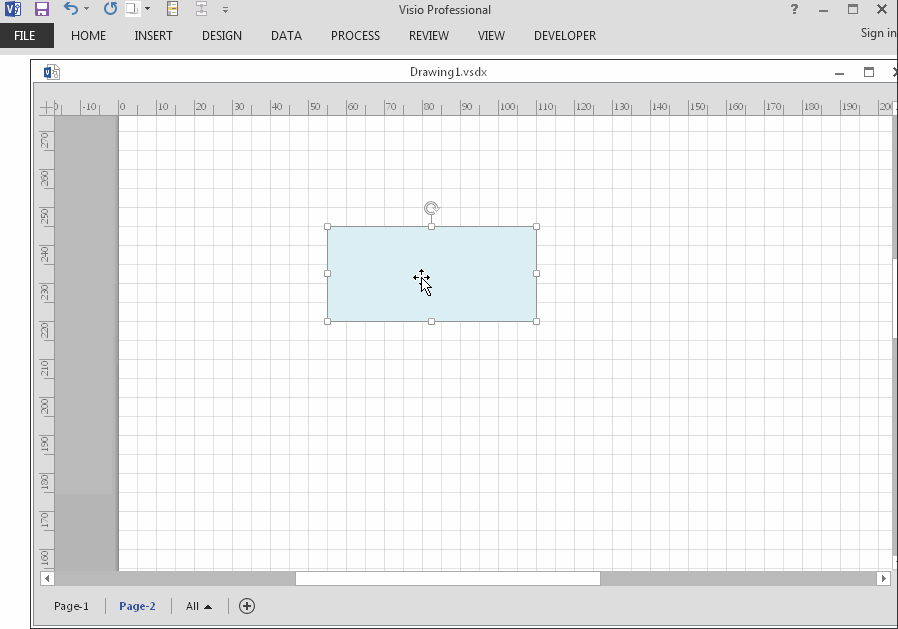 Visio Professional
?
FILE HOME INSERT DESIGN DATA PROCESS REVIEW VIEW DEVELOPER Sign in
Drawing1.vsdx
-10 0 10 20 30 40 50 60 70 80 90 100 110 120 130 140 150 160 170 180 190 200
270
260
250
240
230
220
210
200
190
180
170
160
Page-1 Page-2 All